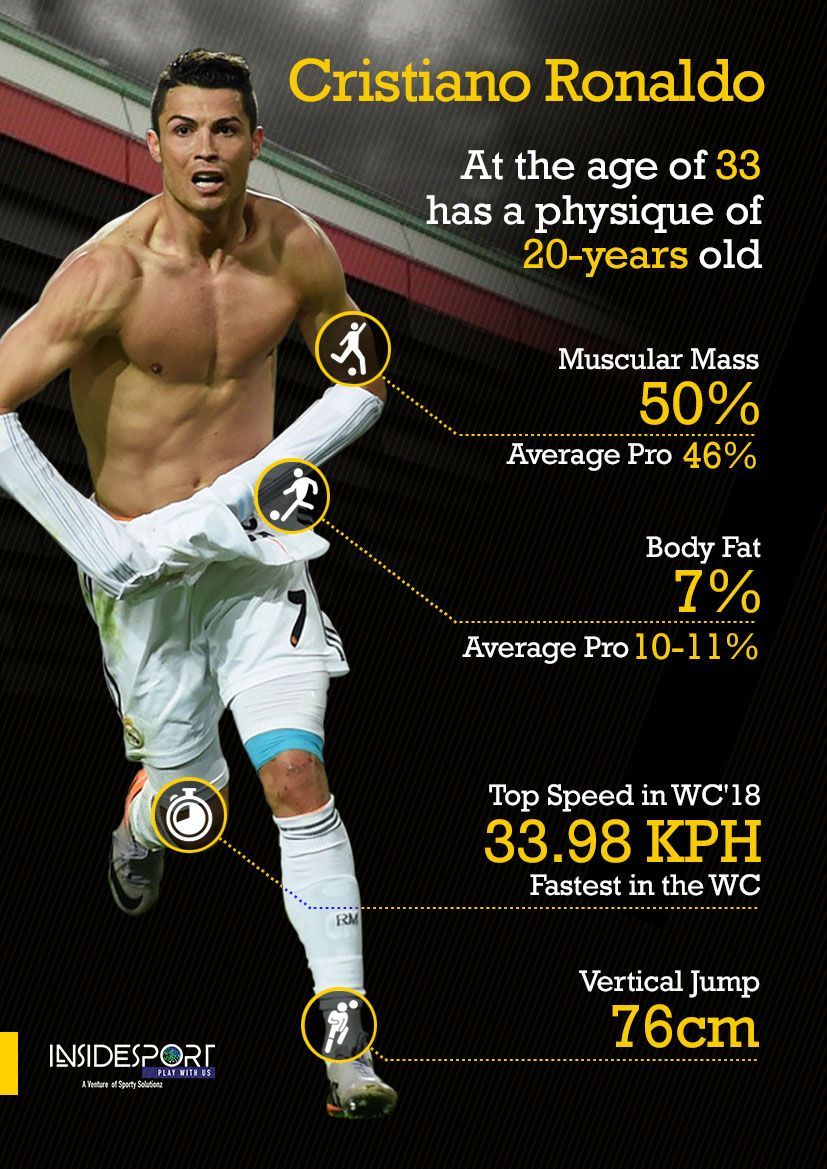 Cristiano Ronaldo
At the age of 33
has a physique of
20-years old
Muscular Mass
50%
Average Pro 46%
Body Fat
7%
Average Pro 10-11%
7
Top Speed in WC'18
33.98 KPH
Fastest in the WC
RM
Vertical Jump
76cm
INSIDESPORT
PLAY WITH US
A Venture of Sporty Solutionz